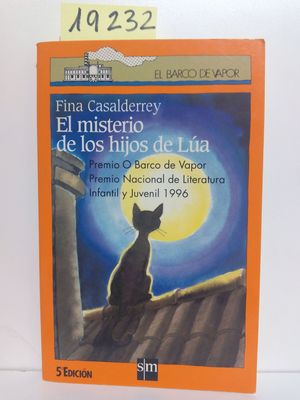 19232
EL BARCO DE VAPOR
Fina Casalderrey
El misterio
de los hijos de Lúa
Premio O Barco de Vapor
Premio Nacional de Literatura
Infantil y Juvenil 1996
5ª EDICIÓN
sm